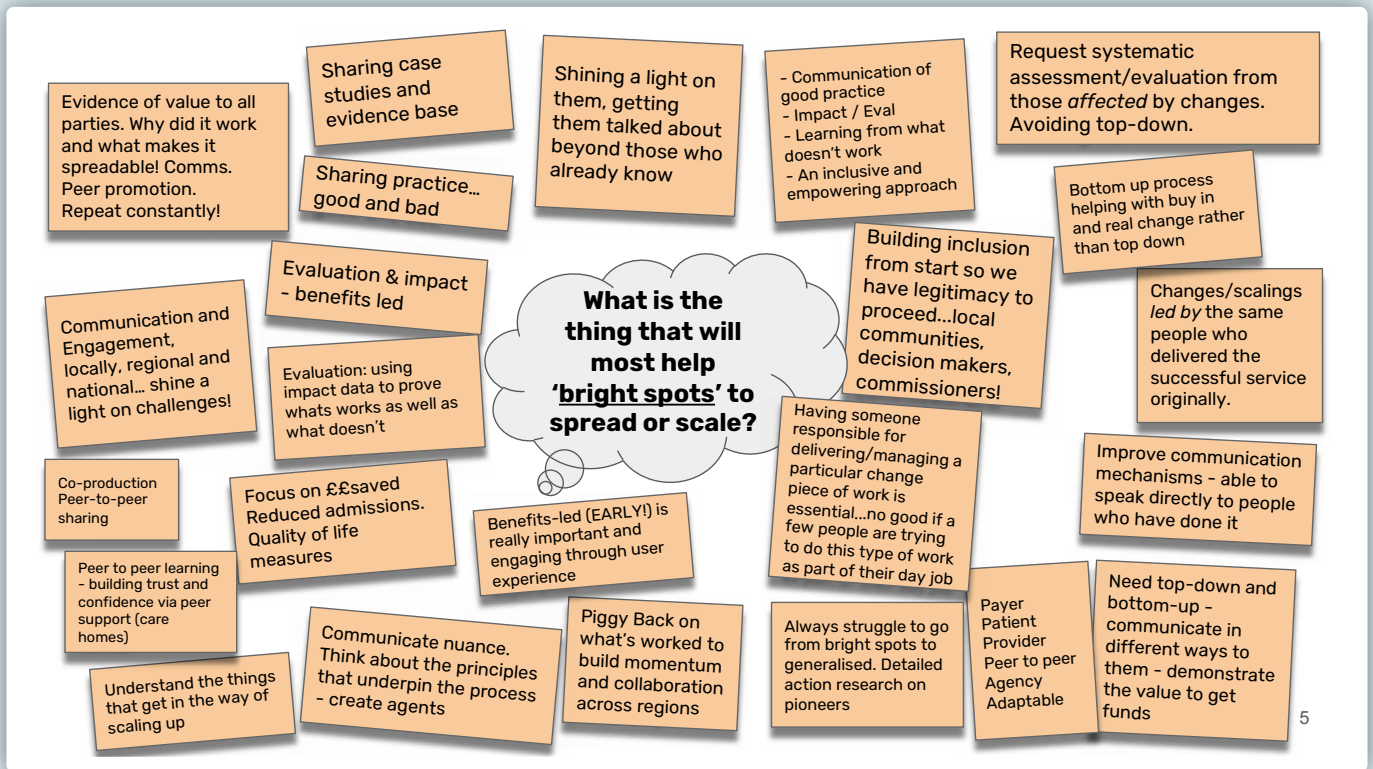 Evidence of value to all
parties. Why did it work
and what makes it
spreadable! Comms.
Peer promotion.
Repeat constantly!
Sharing case
studies and
evidence base
Sharing practice...
good and bad
Shining a light on
them, getting
them talked about
beyond those who
already know
- Communication of
good practice
- Impact / Eval
- Learning from what
doesn't work
- An inclusive and
empowering approach
Request systematic
assessment/evaluation from
those affected by changes.
Avoiding top-down.
Bottom up process
helping with buy in
and real change rather
than top down
Communication and
Engagement,
locally, regional and
national... shine a
light on challenges!
Evaluation & impact
- benefits led
Evaluation: using
impact data to prove
whats works as well as
what doesn't
What is the
thing that will
most help
‘bright spots’ to
spread or scale?
Building inclusion
from start so we
have legitimacy to
proceed...local
communities,
decision makers,
commissioners!
Changes/scalings
led by the same
people who
delivered the
successful service
originally.
Co-production
Peer-to-peer
sharing
Focus on ££saved
Reduced admissions.
Quality of life
measures
Benefits-led (EARLY!) is
really important and
engaging through user
experience
Having someone
responsible for
delivering/managing a
particular change
piece of work is
essential...no good if a
few people are trying
to do this type of work
as part of their day job
Improve communication
mechanisms - able to
speak directly to people
who have done it
Peer to peer learning
- building trust and
confidence via peer
support (care
homes)
Understand the things
that get in the way of
scaling up
Communicate nuance.
Think about the principles
that underpin the process
- create agents
Piggy Back on
what's worked to
build momentum
and collaboration
across regions
Always struggle to go
from bright spots to
generalised. Detailed
action research on
pioneers
Payer
Patient
Provider
Peer to peer
Agency
Adaptable
Need top-down and
bottom-up -
communicate in
different ways to
them - demonstrate
the value to get
funds
5